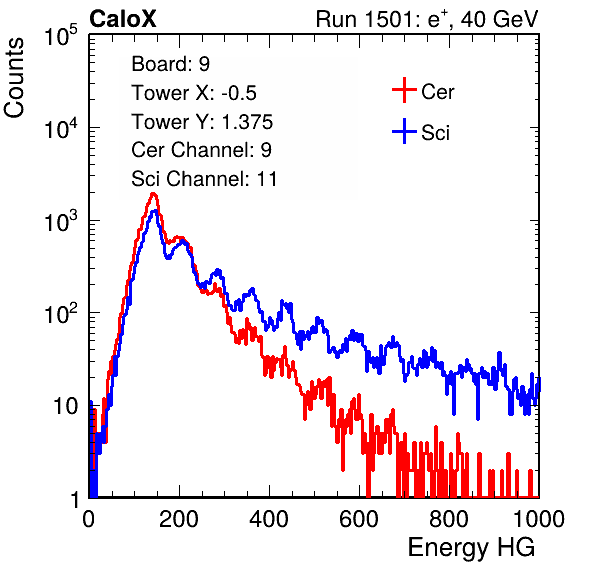 CaloX Run 1501: e⁺, 40 GeV
Counts
Board: 9
Tower X: -0.5
Tower Y: 1.375
Cer Channel: 9
Sci Channel: 11
Cer
Sci
10⁵
10⁴
10³
10²
10
1
0 200 400 600 800 1000
Energy HG